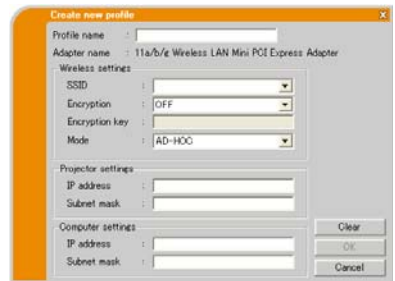 Create new profile X
Profile name :
Adapter name : 11a/b/g Wireless LAN Mini PCI Express Adapter
Wireless settings
SSID :
Encryption : OFF
Encryption key :
Mode : AD-HOC
Projector settings
IP address :
Subnet mask :
Computer settings
Clear
IP address :
OK
Subnet mask :
Cancel